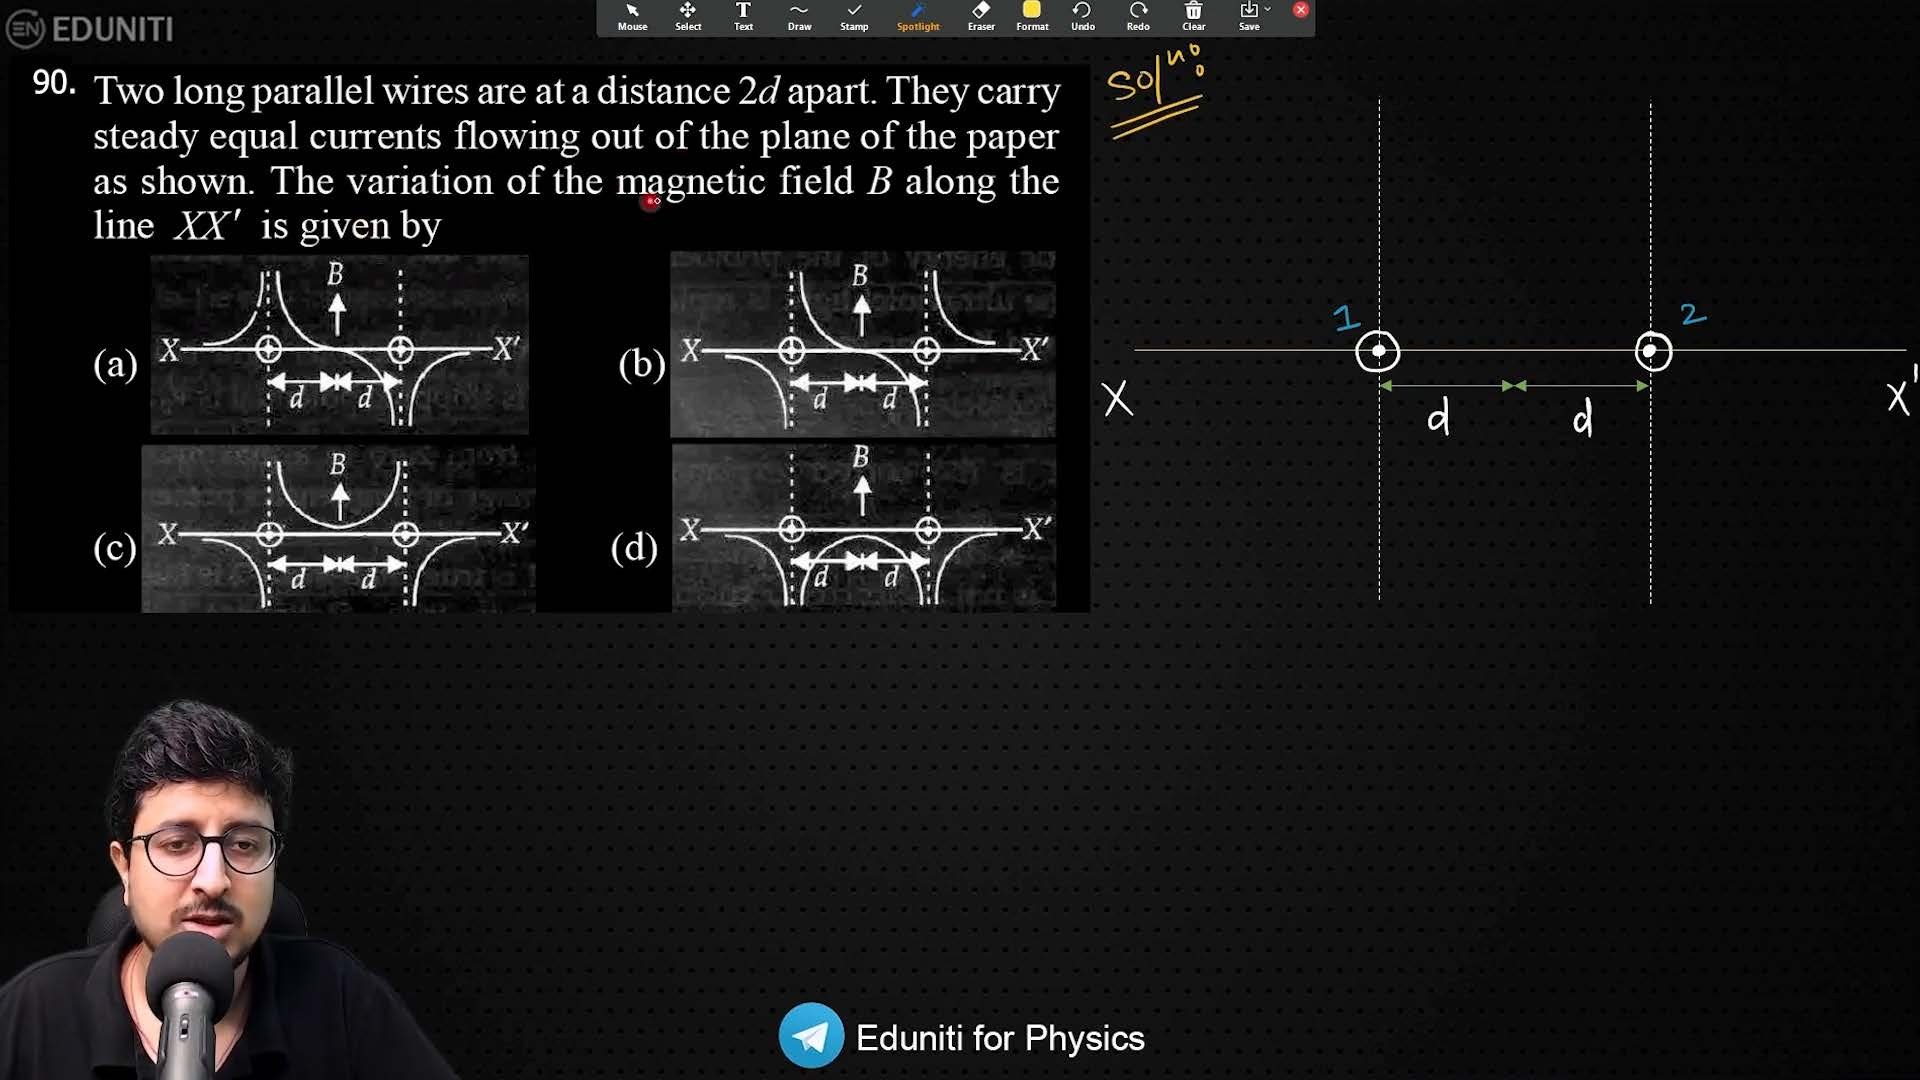 EN EDUNITI
Mouse Select Text Draw Stamp Spotlight Eraser Format Undo Redo Clear Save
90. Two long parallel wires are at a distance 2d apart. They carry
steady equal currents flowing out of the plane of the paper
as shown. The variation of the magnetic field B along the
line XX′ is given by
(a) B X X′ d d
(b) B X X′ d d
(c) B X X′ d d
(d) B X X′ d d
Solⁿ:
1 2
X X'
d d
Eduniti for Physics